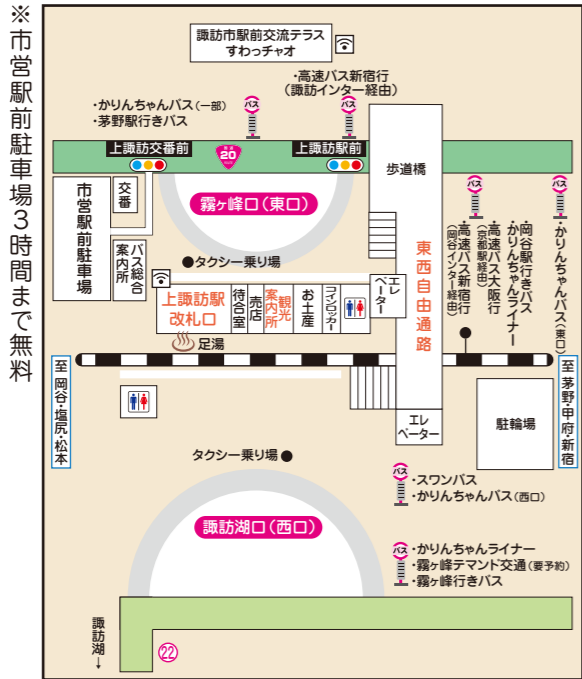 ※市営駅前駐車場3時間まで無料
諏訪市駅前交流テラス
すわっチャオ
・高速バス新宿行
(諏訪インター経由)
・かりんちゃんバス(一部)
・茅野駅行きバス
バス
バス
上諏訪交番前
国道
20
上諏訪駅前
歩道橋
バス
バス
市営駅前駐車場
交番
バス総合
案内所
霧ヶ峰口(東口)
●タクシー乗り場
・かりんちゃんバス(東口)
・岡谷駅行きバス
・かりんちゃんライナー
・高速バス大阪行
(京都駅経由)
・高速バス新宿行
(岡谷インター経由)
東西自由通路
エレ
ベーター
上諏訪駅
改札口
待合室
売店
観光
案内所
お土産
コインロッカー
足湯
至 岡谷・塩尻・松本
至 茅野・甲府・新宿
エレ
ベーター
駐輪場
タクシー乗り場●
バス
・スワンバス
・かりんちゃんバス(西口)
諏訪湖口(西口)
バス
・かりんちゃんライナー
・霧ヶ峰デマンド交通(要予約)
・霧ヶ峰行きバス
諏訪湖→
㉒